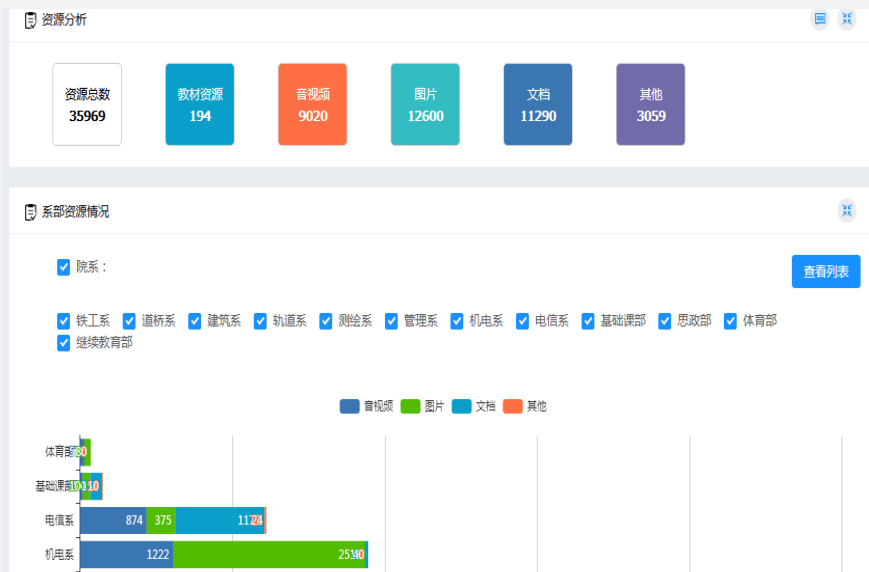 资源分析
资源总数 教材资源 音视频 图片 文档 其他
35969 194 9020 12600 11290 3059
系部资源情况
院系：
查看列表
铁工系 道桥系 建筑系 轨道系 测绘系 管理系 机电系 电信系 基础课部 思政部 体育部
继续教育部
音视频 图片 文档 其他
体育部
基础课部
电信系 874 375
机电系 1222